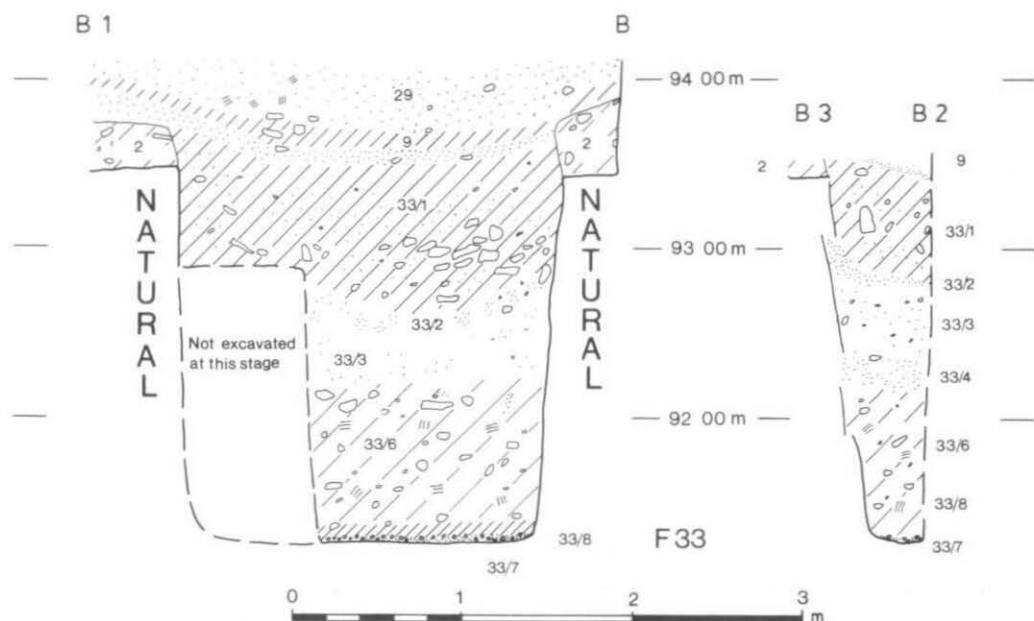 B 1
B
94 00 m
B 3
B 2
29
9
2
2
2
9
NATURAL
NATURAL
33/1
33/1
93 00 m
33/2
33/2
33/3
Not excavated
at this stage
33/3
33/4
92 00 m
33/6
33/6
33/8
33/8
F 33
33/7
33/7
0 1 2 3
m